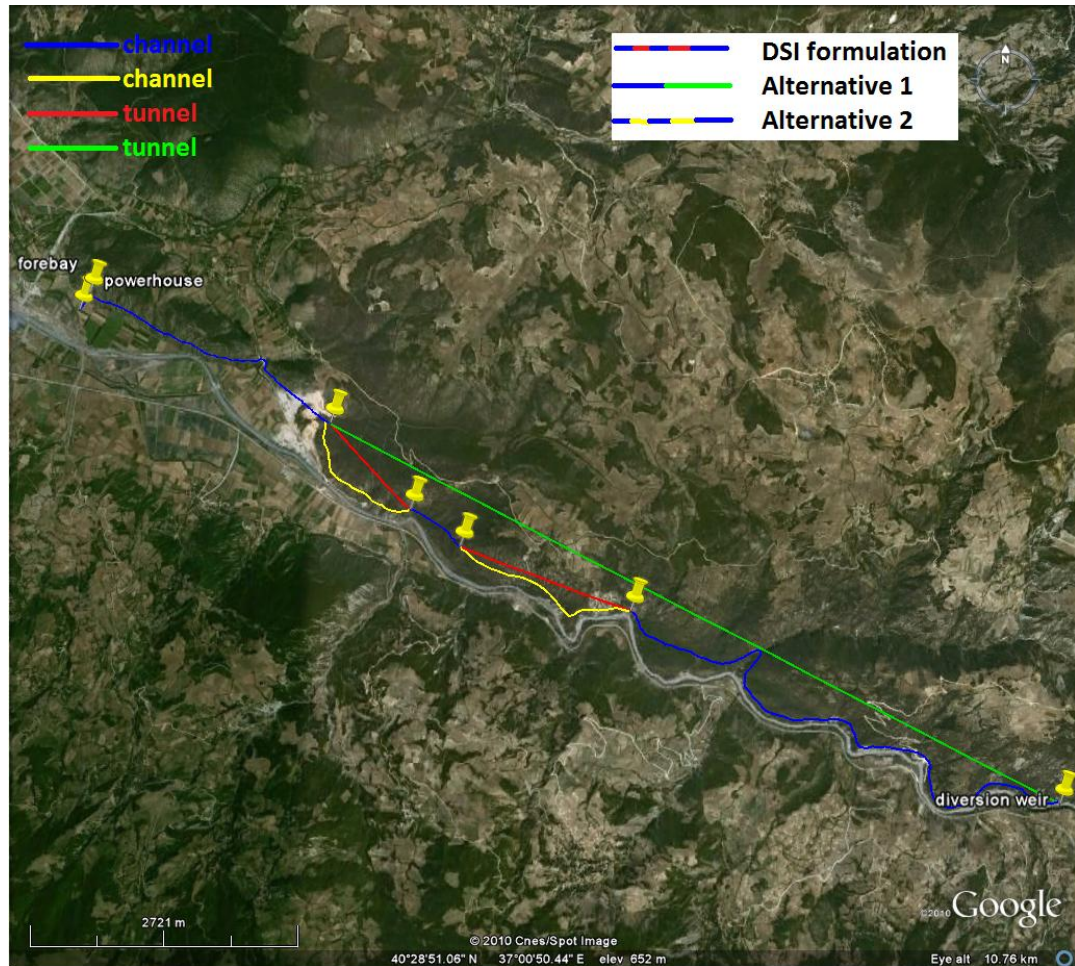 channel
channel
tunnel
tunnel
DSI formulation
Alternative 1
Alternative 2
N
forebay
powerhouse
diversion weir
2721 m
© 2010 Cnes/Spot Image
©2010 Google
40°28'51.06" N 37°00'50.44" E elev 652 m
Eye alt 10.76 km